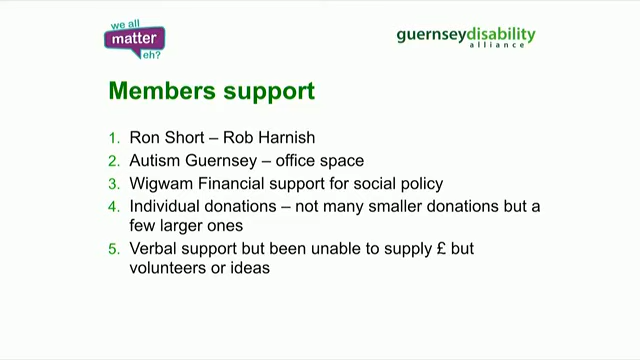 we all
matter
eh?
guernseydisability
alliance
Members support
1. Ron Short – Rob Harnish
2. Autism Guernsey – office space
3. Wigwam Financial support for social policy
4. Individual donations – not many smaller donations but a
few larger ones
5. Verbal support but been unable to supply £ but
volunteers or ideas